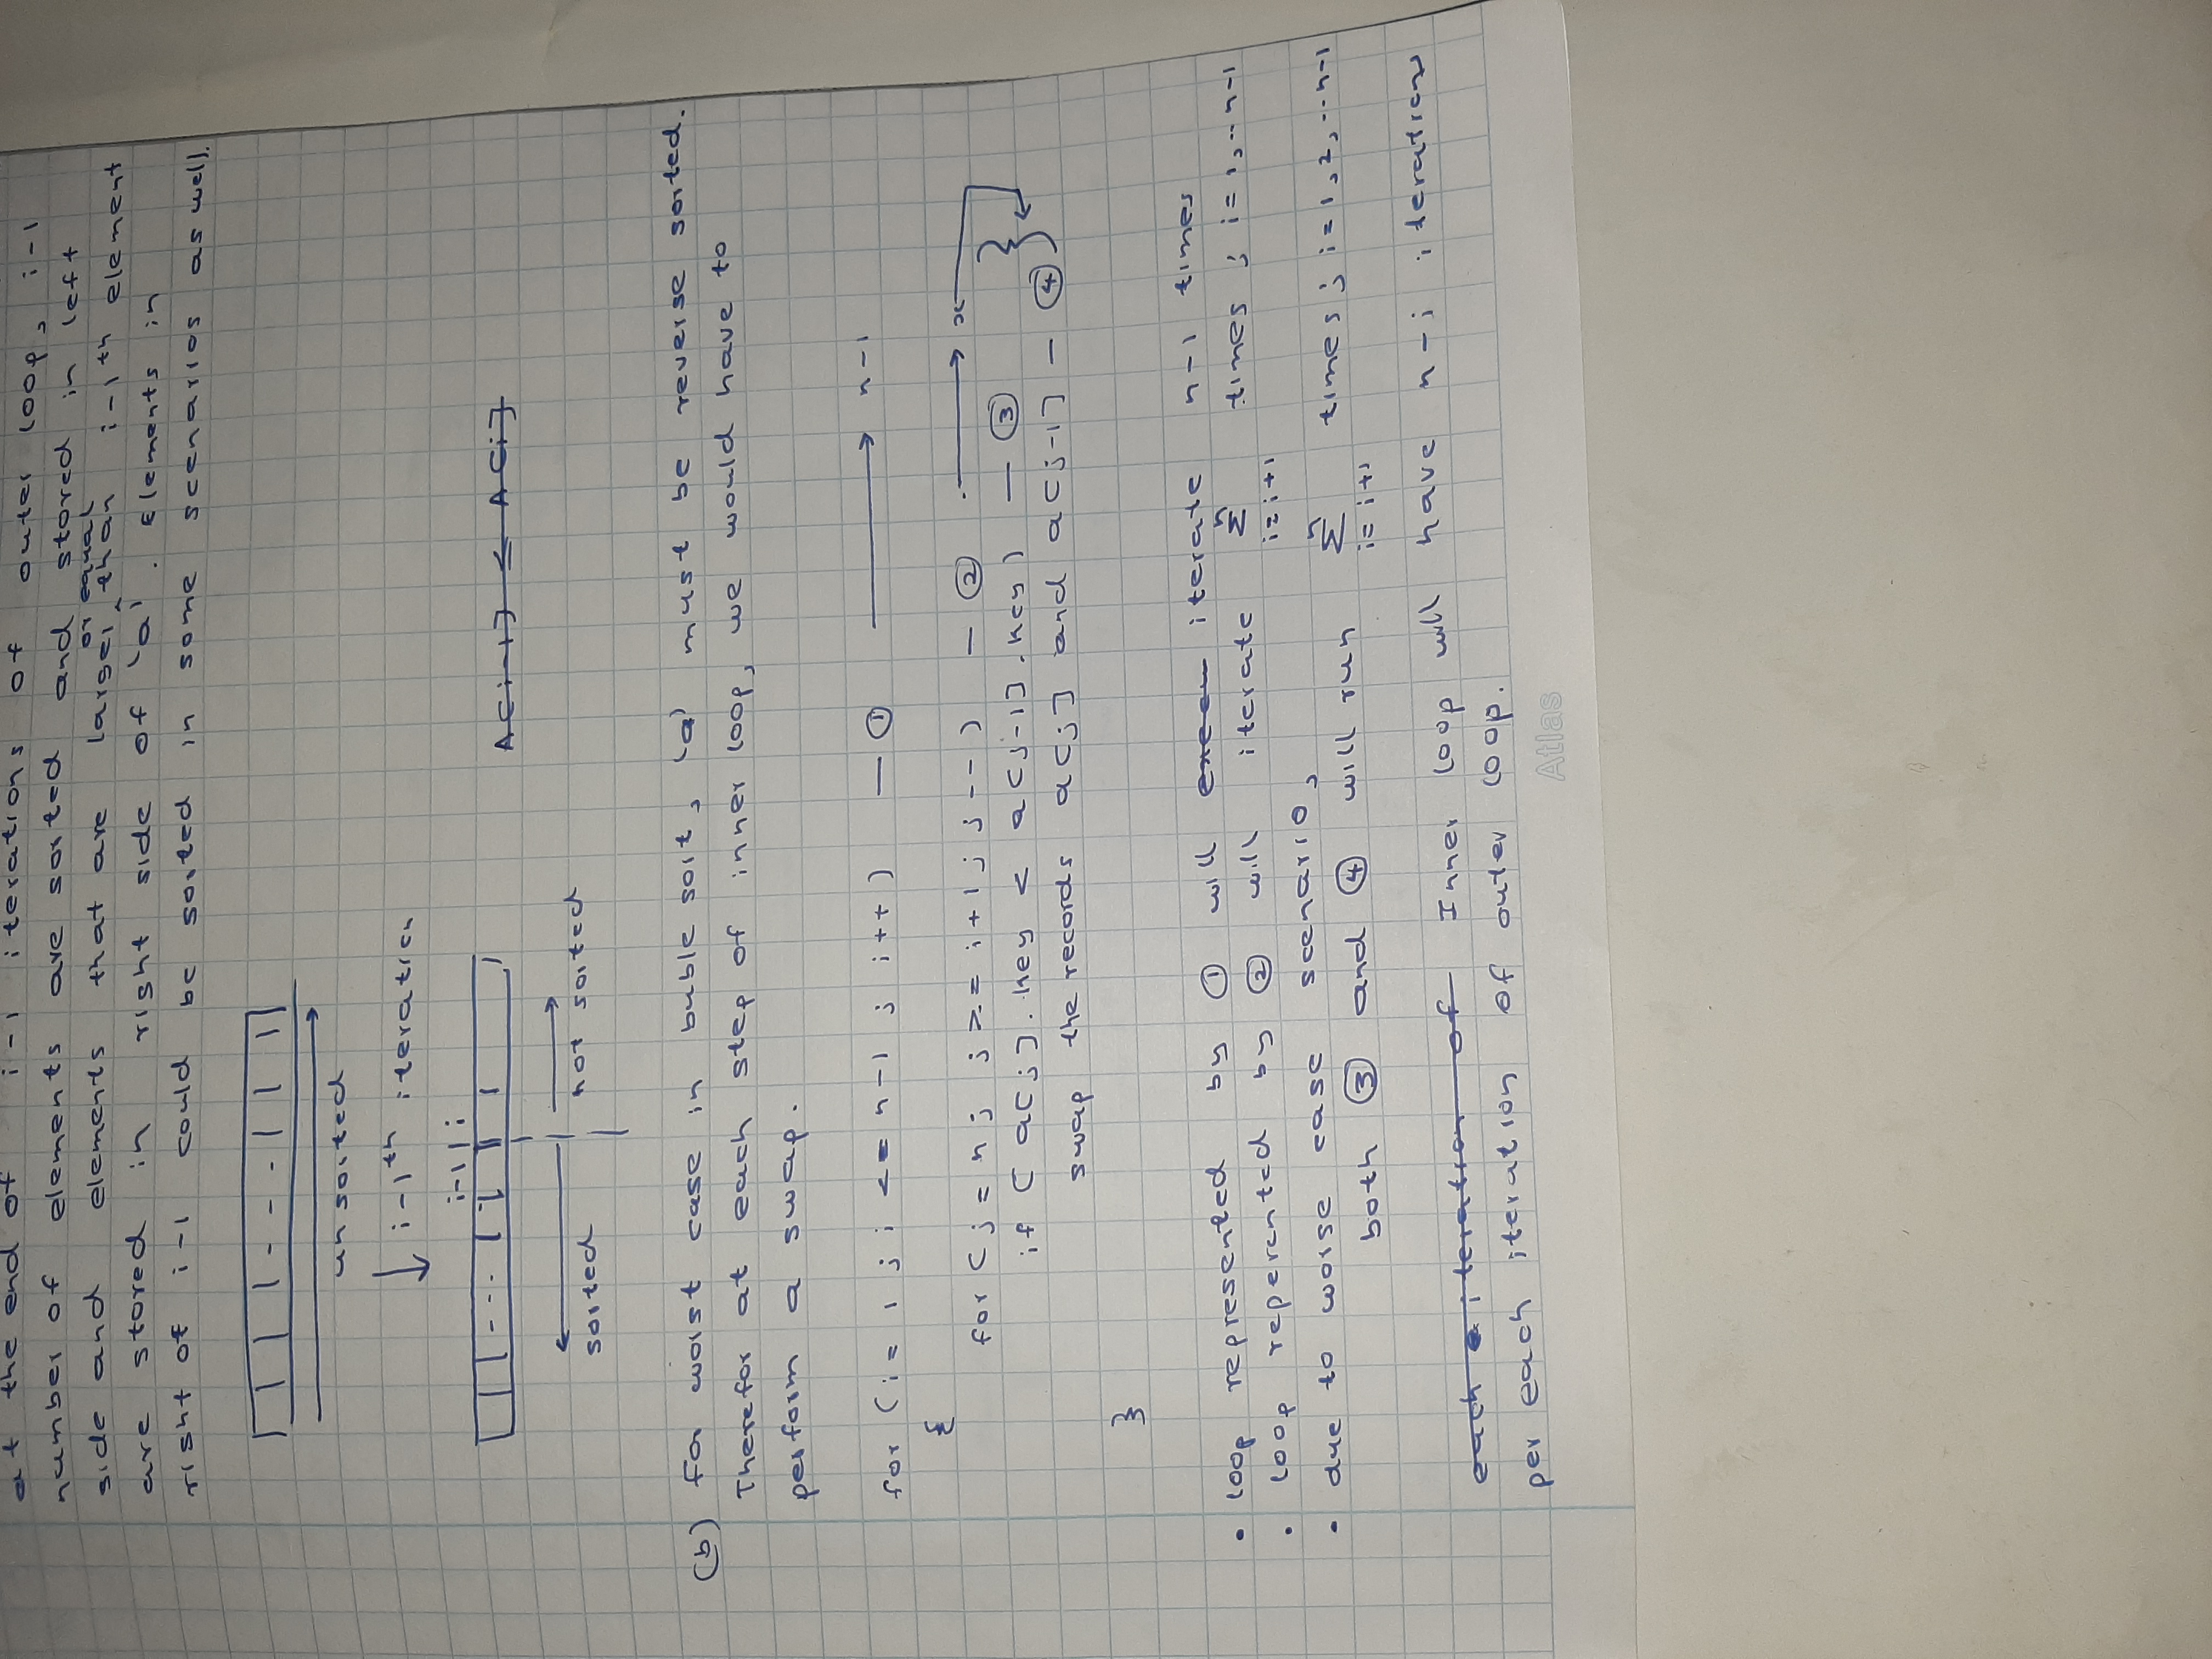 at the end of i-1 iterations of outer loop, i-1
number of elements are sorted and stored in left
or equal
side and elements that are larger ‸ than i-1th element
are stored in right side of 'a'. Elements in
right of i-1 could be sorted in some scenarios as well.
unsorted
i-1th iteration
i-1 | i
A[i-1] ≤ A[i]
sorted not sorted
(b) for worst case in buble sort, 'a' must be reverse sorted.
Therefor at each step of inner loop, we would have to
perform a swap.
for (i = 1 ; i <= n-1 ; i++) — ① → n-1
{
for (j = n ; j >= i+1 ; j--) — ② → x
if [a[j].key < a[j-1].key) — ③
swap the records a[j] and a[j-1] — ④
}
• loop represented by ① will execu iterate n-1 times
• loop reperented by ② will iterate n Σ i=i+1 times ; i=1,..n-1
• due to worse case scenario,
both ③ and ④ will run n Σ i=i+1 times ; i=1,2,..n-1
each iteration of Inner loop will have n-i iterations
per each iteration of outer loop.
Atlas